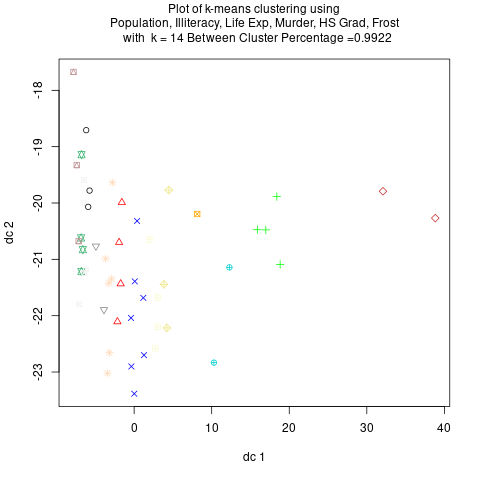 Plot of k-means clustering using
Population, Illiteracy, Life Exp, Murder, HS Grad, Frost
with k = 14 Between Cluster Percentage =0.9922
-18
-19
-20
-21
-22
-23
dc 2
0 10 20 30 40
dc 1